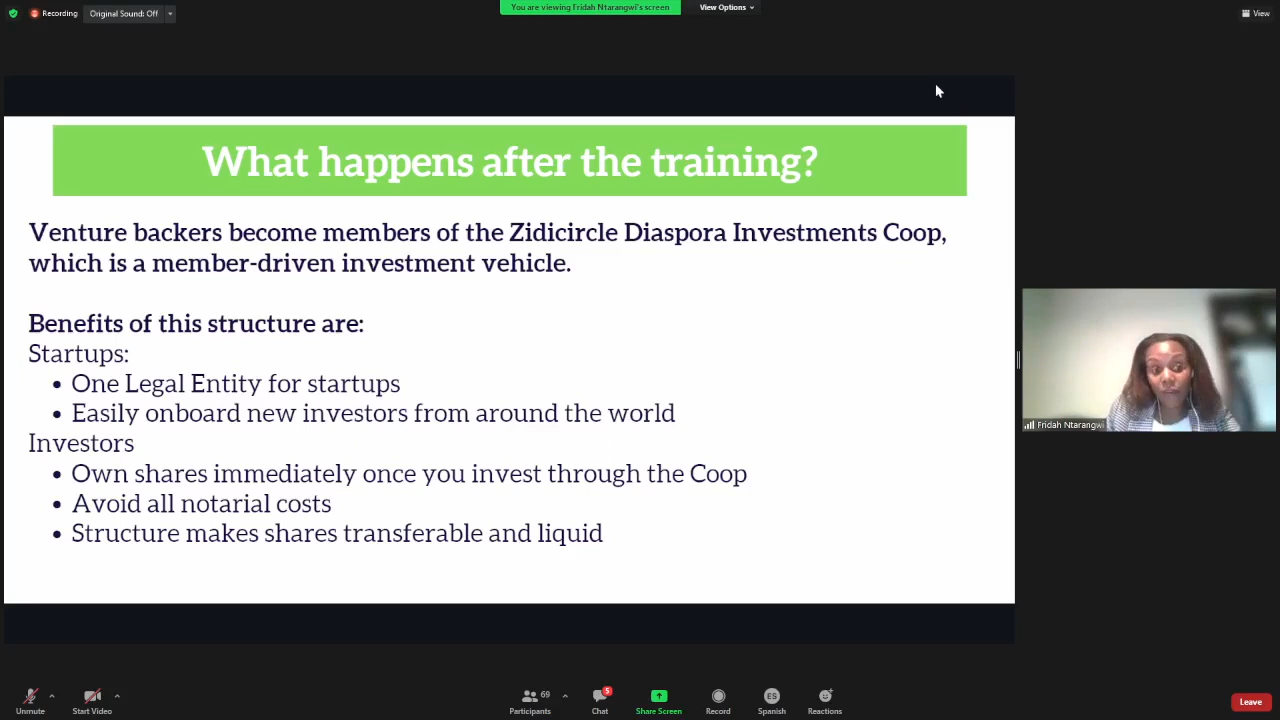 Recording
Original Sound: Off
You are viewing Fridah Ntarangwi's screen
View Options
View
What happens after the training?
Venture backers become members of the Zidicircle Diaspora Investments Coop,
which is a member-driven investment vehicle.
Benefits of this structure are:
Startups:
• One Legal Entity for startups
• Easily onboard new investors from around the world
Investors
• Own shares immediately once you invest through the Coop
• Avoid all notarial costs
• Structure makes shares transferable and liquid
Fridah Ntarangwi
Unmute
Start Video
69
Participants
5
Chat
Share Screen
Record
ES
Spanish
Reactions
Leave